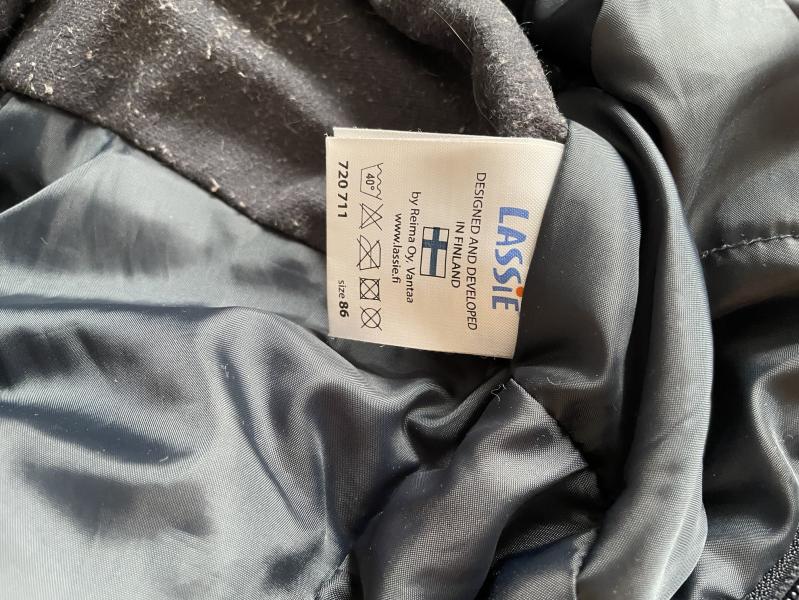 LASSiE
DESIGNED AND DEVELOPED
IN FINLAND
by Reima Oy, Vantaa
www.lassie.fi
40°
720 711
size 86